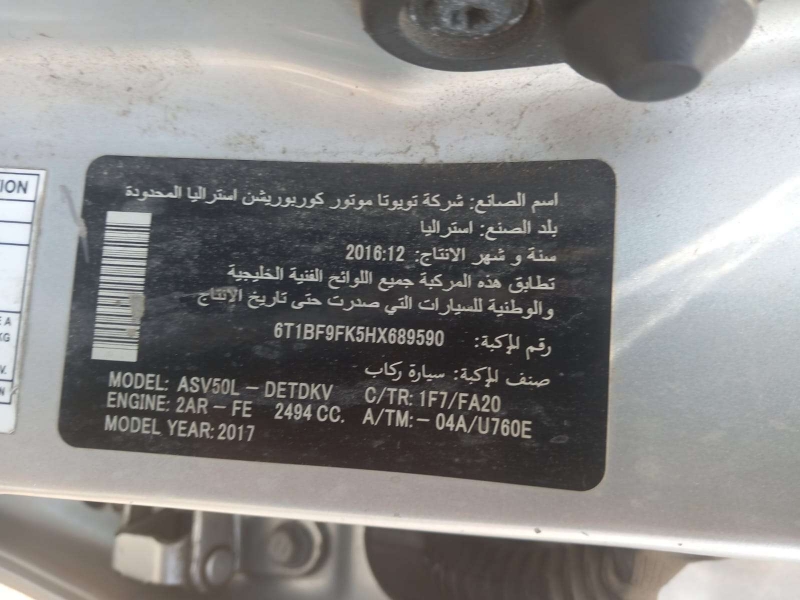 ION
E A
KG
V.
N
اسم الصانع: شركة تويوتا موتور كوربوريشن استراليا المحدودة
بلد الصنع: استراليا
سنة و شهر الانتاج: 2016:12
تطابق هذه المركبة جميع اللوائح الفنية الخليجية
والوطنية للسيارات التي صدرت حتى تاريخ الانتاج
رقم المركبة: 6T1BF9FK5HX689590
صنف المركبة: سيارة ركاب
MODEL: ASV50L - DETDKV C/TR: 1F7/FA20
ENGINE: 2AR - FE 2494 CC. A/TM:- 04A/U760E
MODEL YEAR: 2017